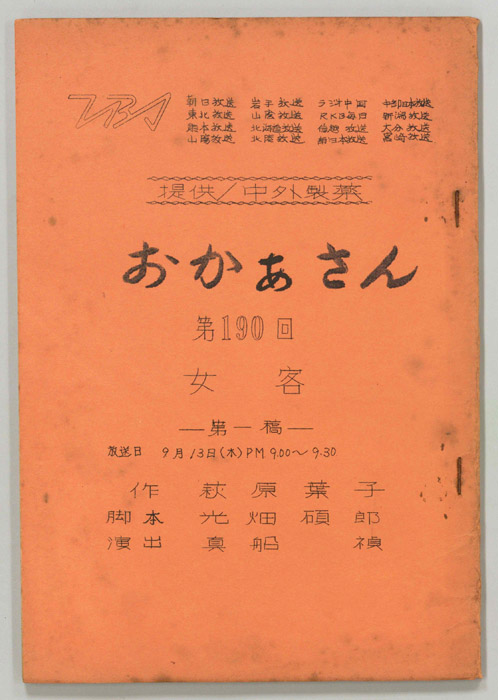 TBS
朝日放送 岩手放送 ラジオ中国 中部日本放送
東北放送 山陰放送 RKB毎日 新潟放送
熊本放送 北海道放送 信越放送 大分放送
山陽放送 北陸放送 南日本放送 宮崎放送
提供/中外製薬
おかあさん
第190回
女 客
—第一稿—
放送日 9月13日(木)PM 9.00〜9.30
作 萩原葉子
脚本 光畑碩郎
演出 真船 禎